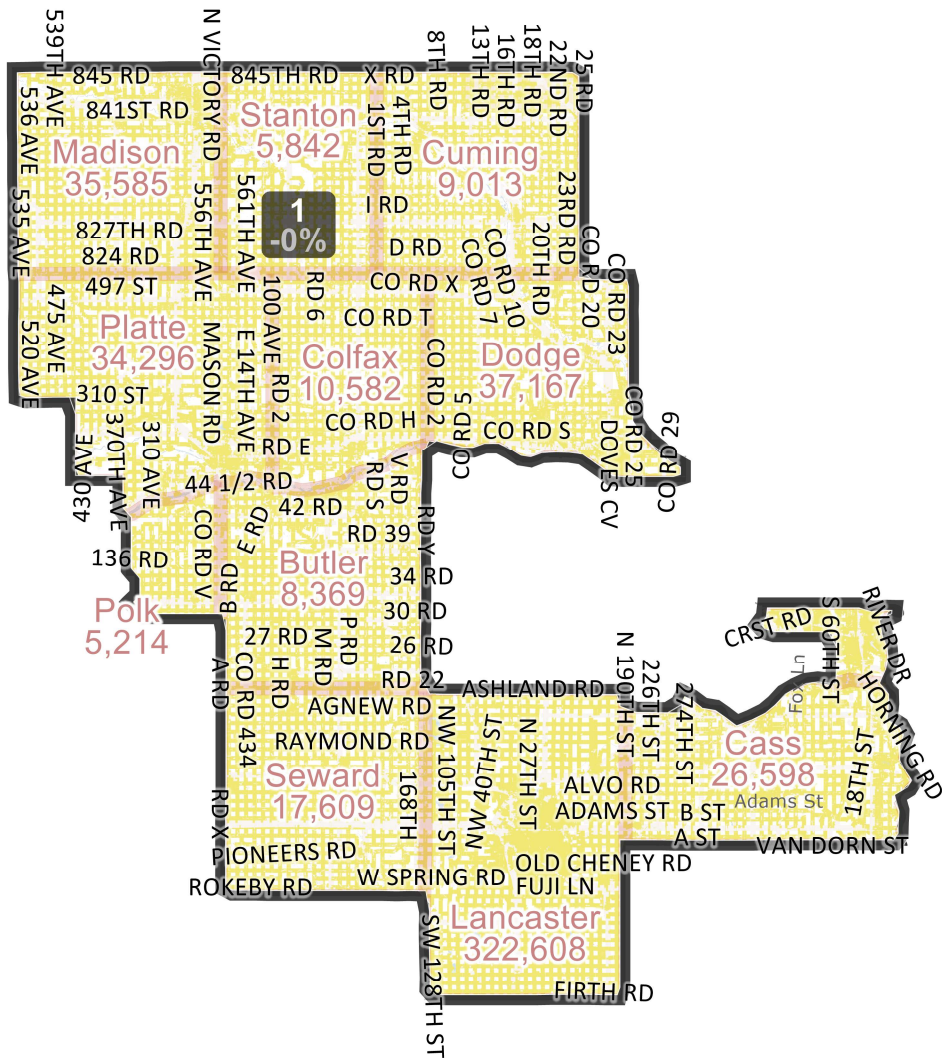 539TH AVE
N VICTORY RD
8TH RD
13TH RD
16TH RD
18TH RD
22ND RD
25 RD
845 RD
845TH RD
X RD
536 AVE
841ST RD
Stanton
5,842
1ST RD
4TH RD
Madison
35,585
Cuming
9,013
535 AVE
556TH AVE
561TH AVE
1
-0%
I RD
23RD RD
827TH RD
824 RD
D RD
CO RD 7
CO RD 10
20TH RD
CO RD 20
CO RD 23
497 ST
100 AVE
RD 6
CO RD X
475 AVE
520 AVE
Platte
34,296
MASON RD
E 14TH AVE
CO RD T
Colfax
10,582
CO RD 2
Dodge
37,167
310 ST
RD 2
CO RD H
CO RD 5
CO RD S
DOVES CV
CO RD 25
CO RD 29
430 AVE
370TH AVE
310 AVE
RD E
44 1/2 RD
RD S
V RD
42 RD
CO RD V
E RD
RD 39
RD Y
136 RD
B RD
Butler
8,369
34 RD
Polk
5,214
30 RD
27 RD
M RD
P RD
26 RD
A RD
CO RD 434
H RD
RD 22
ASHLAND RD
N 190TH ST
226TH ST
274TH ST
Fox Ln
CRST RD
S 60TH ST
RIVER DR
HORNING RD
AGNEW RD
RAYMOND RD
NW 105TH ST
NW 40TH ST
N 27TH ST
Cass
26,598
18TH ST
Seward
17,609
168TH
ALVO RD
ADAMS ST
B ST
Adams St
A ST
RD X
PIONEERS RD
OLD CHENEY RD
VAN DORN ST
ROKEBY RD
W SPRING RD
FUJI LN
Lancaster
322,608
SW 128TH ST
FIRTH RD